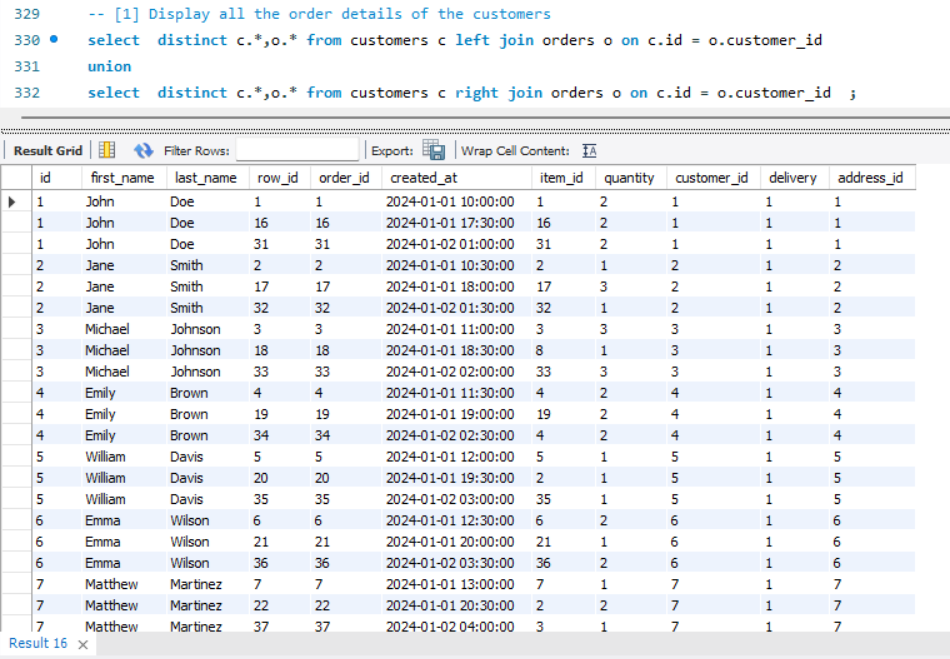 329 -- [1] Display all the order details of the customers
330 select distinct c.*,o.* from customers c left join orders o on c.id = o.customer_id
331 union
332 select distinct c.*,o.* from customers c right join orders o on c.id = o.customer_id ;
Result Grid Filter Rows: Export: Wrap Cell Content: IA
id first_name last_name row_id order_id created_at item_id quantity customer_id delivery address_id
1 John Doe 1 1 2024-01-01 10:00:00 1 2 1 1 1
1 John Doe 16 16 2024-01-01 17:30:00 16 2 1 1 1
1 John Doe 31 31 2024-01-02 01:00:00 31 2 1 1 1
2 Jane Smith 2 2 2024-01-01 10:30:00 2 1 2 1 2
2 Jane Smith 17 17 2024-01-01 18:00:00 17 3 2 1 2
2 Jane Smith 32 32 2024-01-02 01:30:00 32 1 2 1 2
3 Michael Johnson 3 3 2024-01-01 11:00:00 3 3 3 1 3
3 Michael Johnson 18 18 2024-01-01 18:30:00 8 1 3 1 3
3 Michael Johnson 33 33 2024-01-02 02:00:00 33 3 3 1 3
4 Emily Brown 4 4 2024-01-01 11:30:00 4 2 4 1 4
4 Emily Brown 19 19 2024-01-01 19:00:00 19 2 4 1 4
4 Emily Brown 34 34 2024-01-02 02:30:00 4 2 4 1 4
5 William Davis 5 5 2024-01-01 12:00:00 5 1 5 1 5
5 William Davis 20 20 2024-01-01 19:30:00 2 1 5 1 5
5 William Davis 35 35 2024-01-02 03:00:00 35 1 5 1 5
6 Emma Wilson 6 6 2024-01-01 12:30:00 6 2 6 1 6
6 Emma Wilson 21 21 2024-01-01 20:00:00 21 1 6 1 6
6 Emma Wilson 36 36 2024-01-02 03:30:00 36 2 6 1 6
7 Matthew Martinez 7 7 2024-01-01 13:00:00 7 1 7 1 7
7 Matthew Martinez 22 22 2024-01-01 20:30:00 2 2 7 1 7
7 Matthew Martinez 37 37 2024-01-02 04:00:00 3 1 7 1 7
Result 16